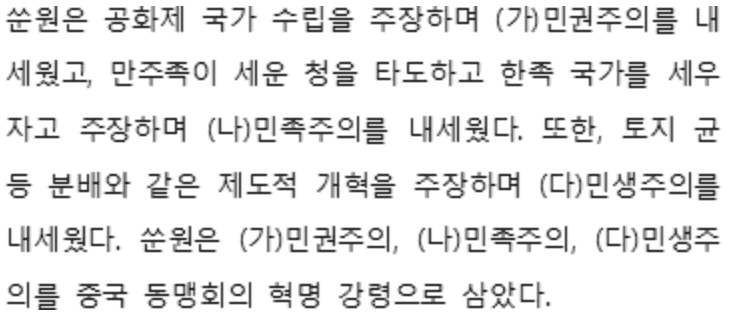 쑨원은 공화제 국가 수립을 주장하며 (가)민권주의를 내
세웠고, 만주족이 세운 청을 타도하고 한족 국가를 세우
자고 주장하며 (나)민족주의를 내세웠다. 또한, 토지 균
등 분배와 같은 제도적 개혁을 주장하며 (다)민생주의를
내세웠다. 쑨원은 (가)민권주의, (나)민족주의, (다)민생주
의를 중국 동맹회의 혁명 강령으로 삼았다.